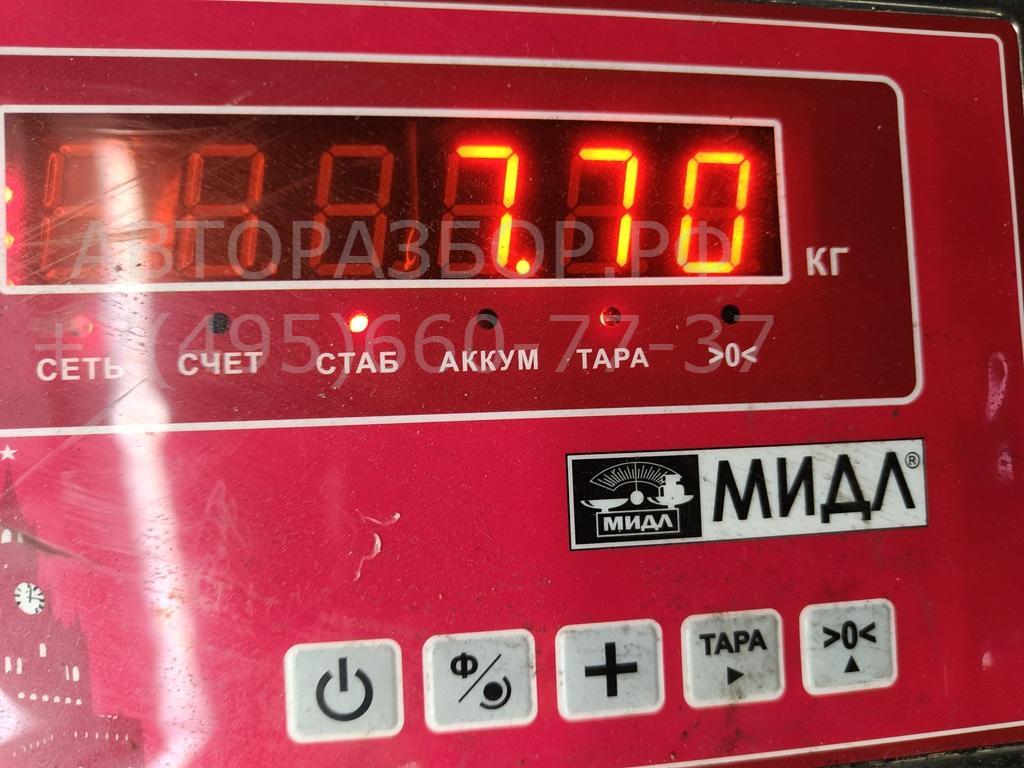 7.70
КГ
АВТОРАЗБОР.РФ
(495)660-77-37
СЕТЬ СЧЕТ СТАБ АККУМ ТАРА >0<
МИДЛ МИДЛ®
Ф
+
ТАРА
>0<